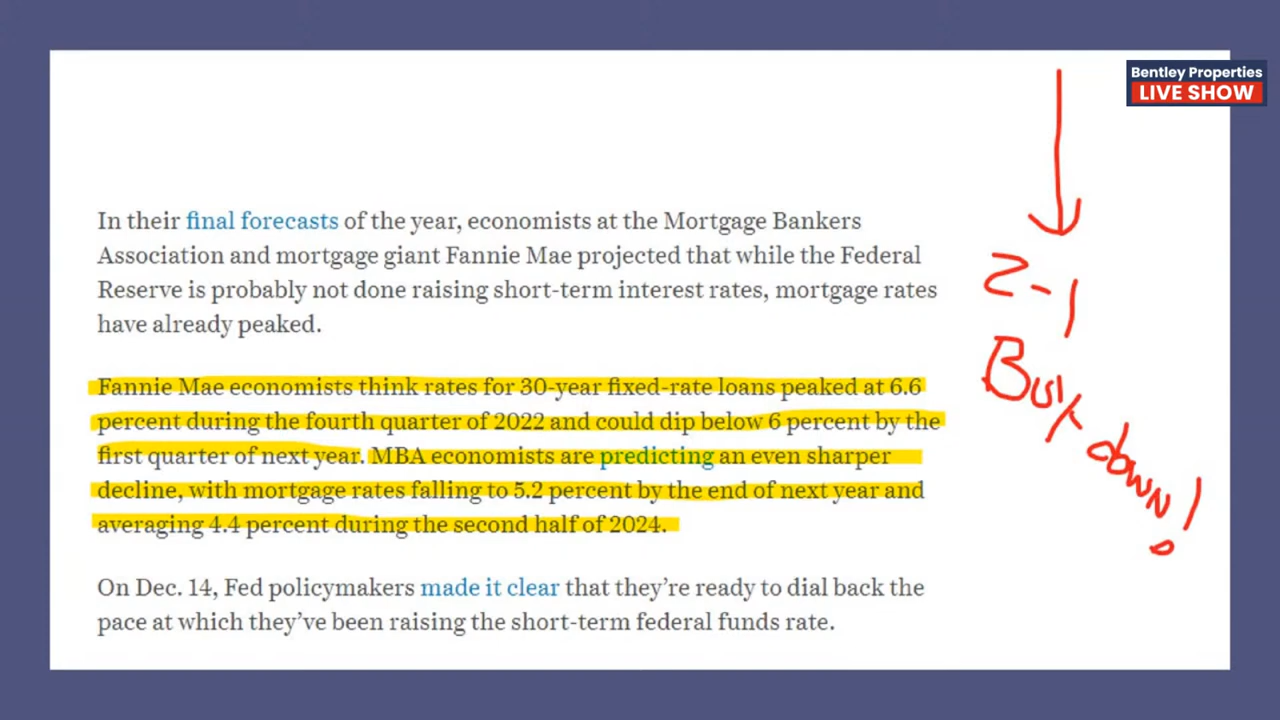 Bentley Properties
LIVE SHOW
In their final forecasts of the year, economists at the Mortgage Bankers
Association and mortgage giant Fannie Mae projected that while the Federal
Reserve is probably not done raising short-term interest rates, mortgage rates
have already peaked.
Fannie Mae economists think rates for 30-year fixed-rate loans peaked at 6.6
percent during the fourth quarter of 2022 and could dip below 6 percent by the
first quarter of next year. MBA economists are predicting an even sharper
decline, with mortgage rates falling to 5.2 percent by the end of next year and
averaging 4.4 percent during the second half of 2024.
On Dec. 14, Fed policymakers made it clear that they’re ready to dial back the
pace at which they’ve been raising the short-term federal funds rate.
2-1
Buy
down!